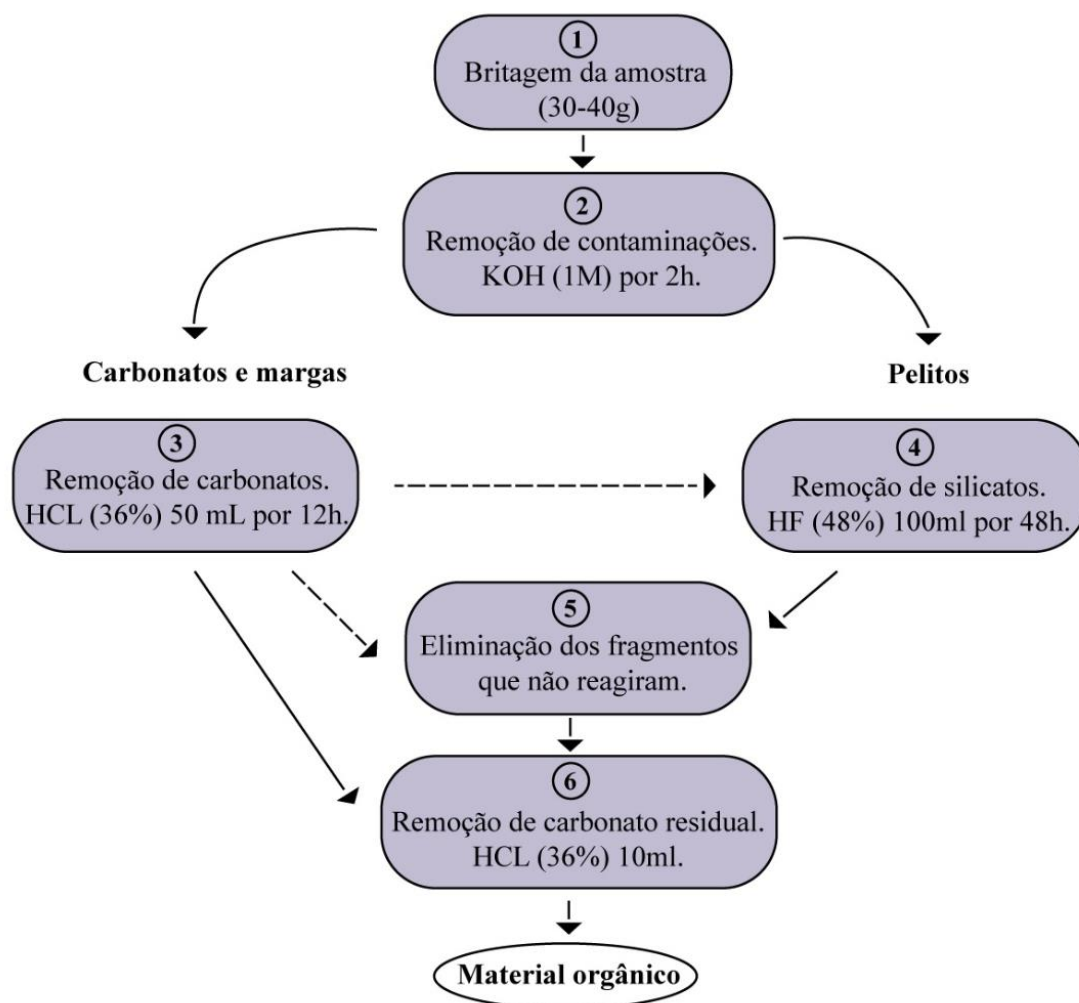 1
Britagem da amostra
(30-40g)
2
Remoção de contaminações.
KOH (1M) por 2h.
Carbonatos e margas
Pelitos
3
Remoção de carbonatos.
HCL (36%) 50 mL por 12h.
4
Remoção de silicatos.
HF (48%) 100ml por 48h.
5
Eliminação dos fragmentos
que não reagiram.
6
Remoção de carbonato residual.
HCL (36%) 10ml.
Material orgânico